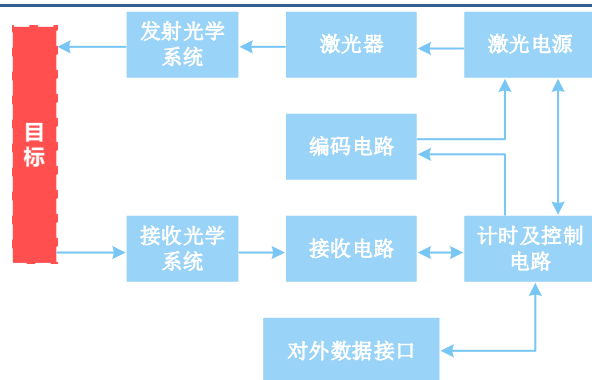 发射光学
系统
激光器
激光电源
目
标
编码电路
接收光学
系统
接收电路
计时及控制
电路
对外数据接口